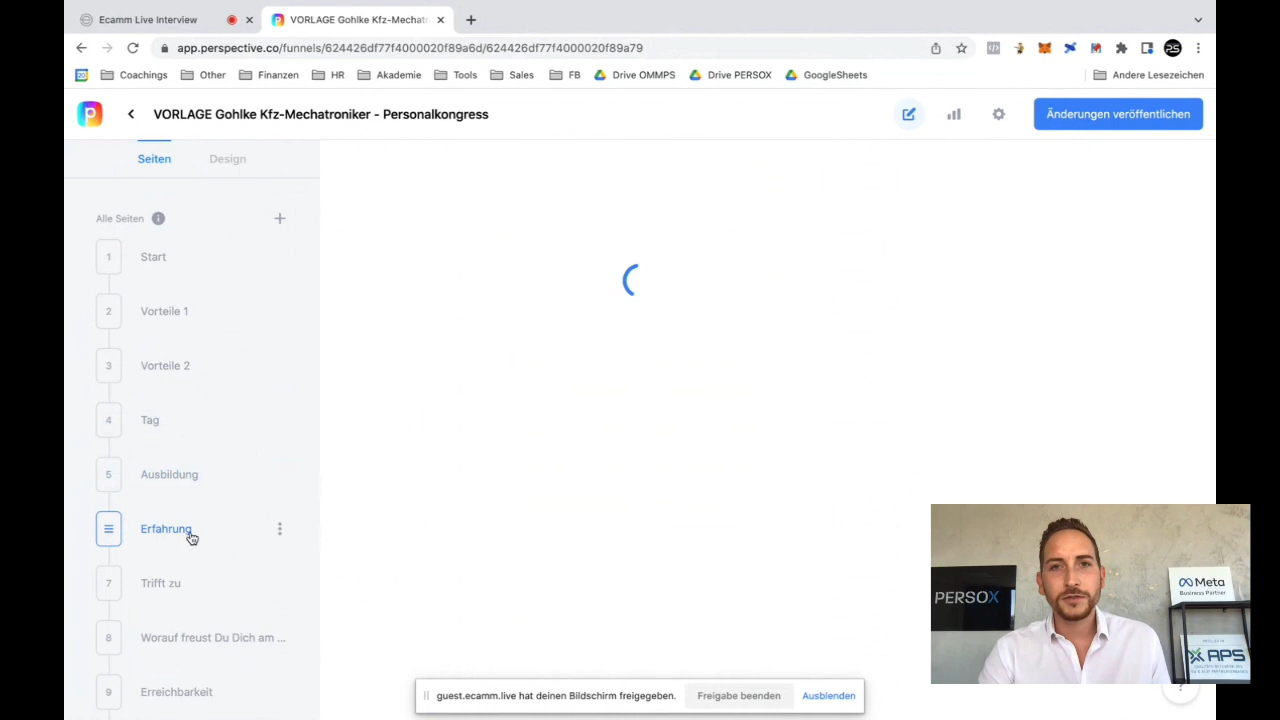 Ecamm Live Interview
VORLAGE Gohlke Kfz-Mechat
app.perspective.co/funnels/624426df77f4000020f89a6d/624426df77f4000020f89a79
Coachings Other Finanzen HR Akademie Tools Sales FB Drive OMMPS Drive PERSOX GoogleSheets Andere Lesezeichen
VORLAGE Gohlke Kfz-Mechatroniker - Personalkongress
Änderungen veröffentlichen
Seiten Design
Alle Seiten
1 Start
2 Vorteile 1
3 Vorteile 2
4 Tag
5 Ausbildung
Erfahrung
7 Trifft zu
8 Worauf freust Du Dich am ...
9 Erreichbarkeit
guest.ecamm.live hat deinen Bildschirm freigegeben. Freigabe beenden Ausblenden
PERSOX
Meta
Business Partner
APS
?